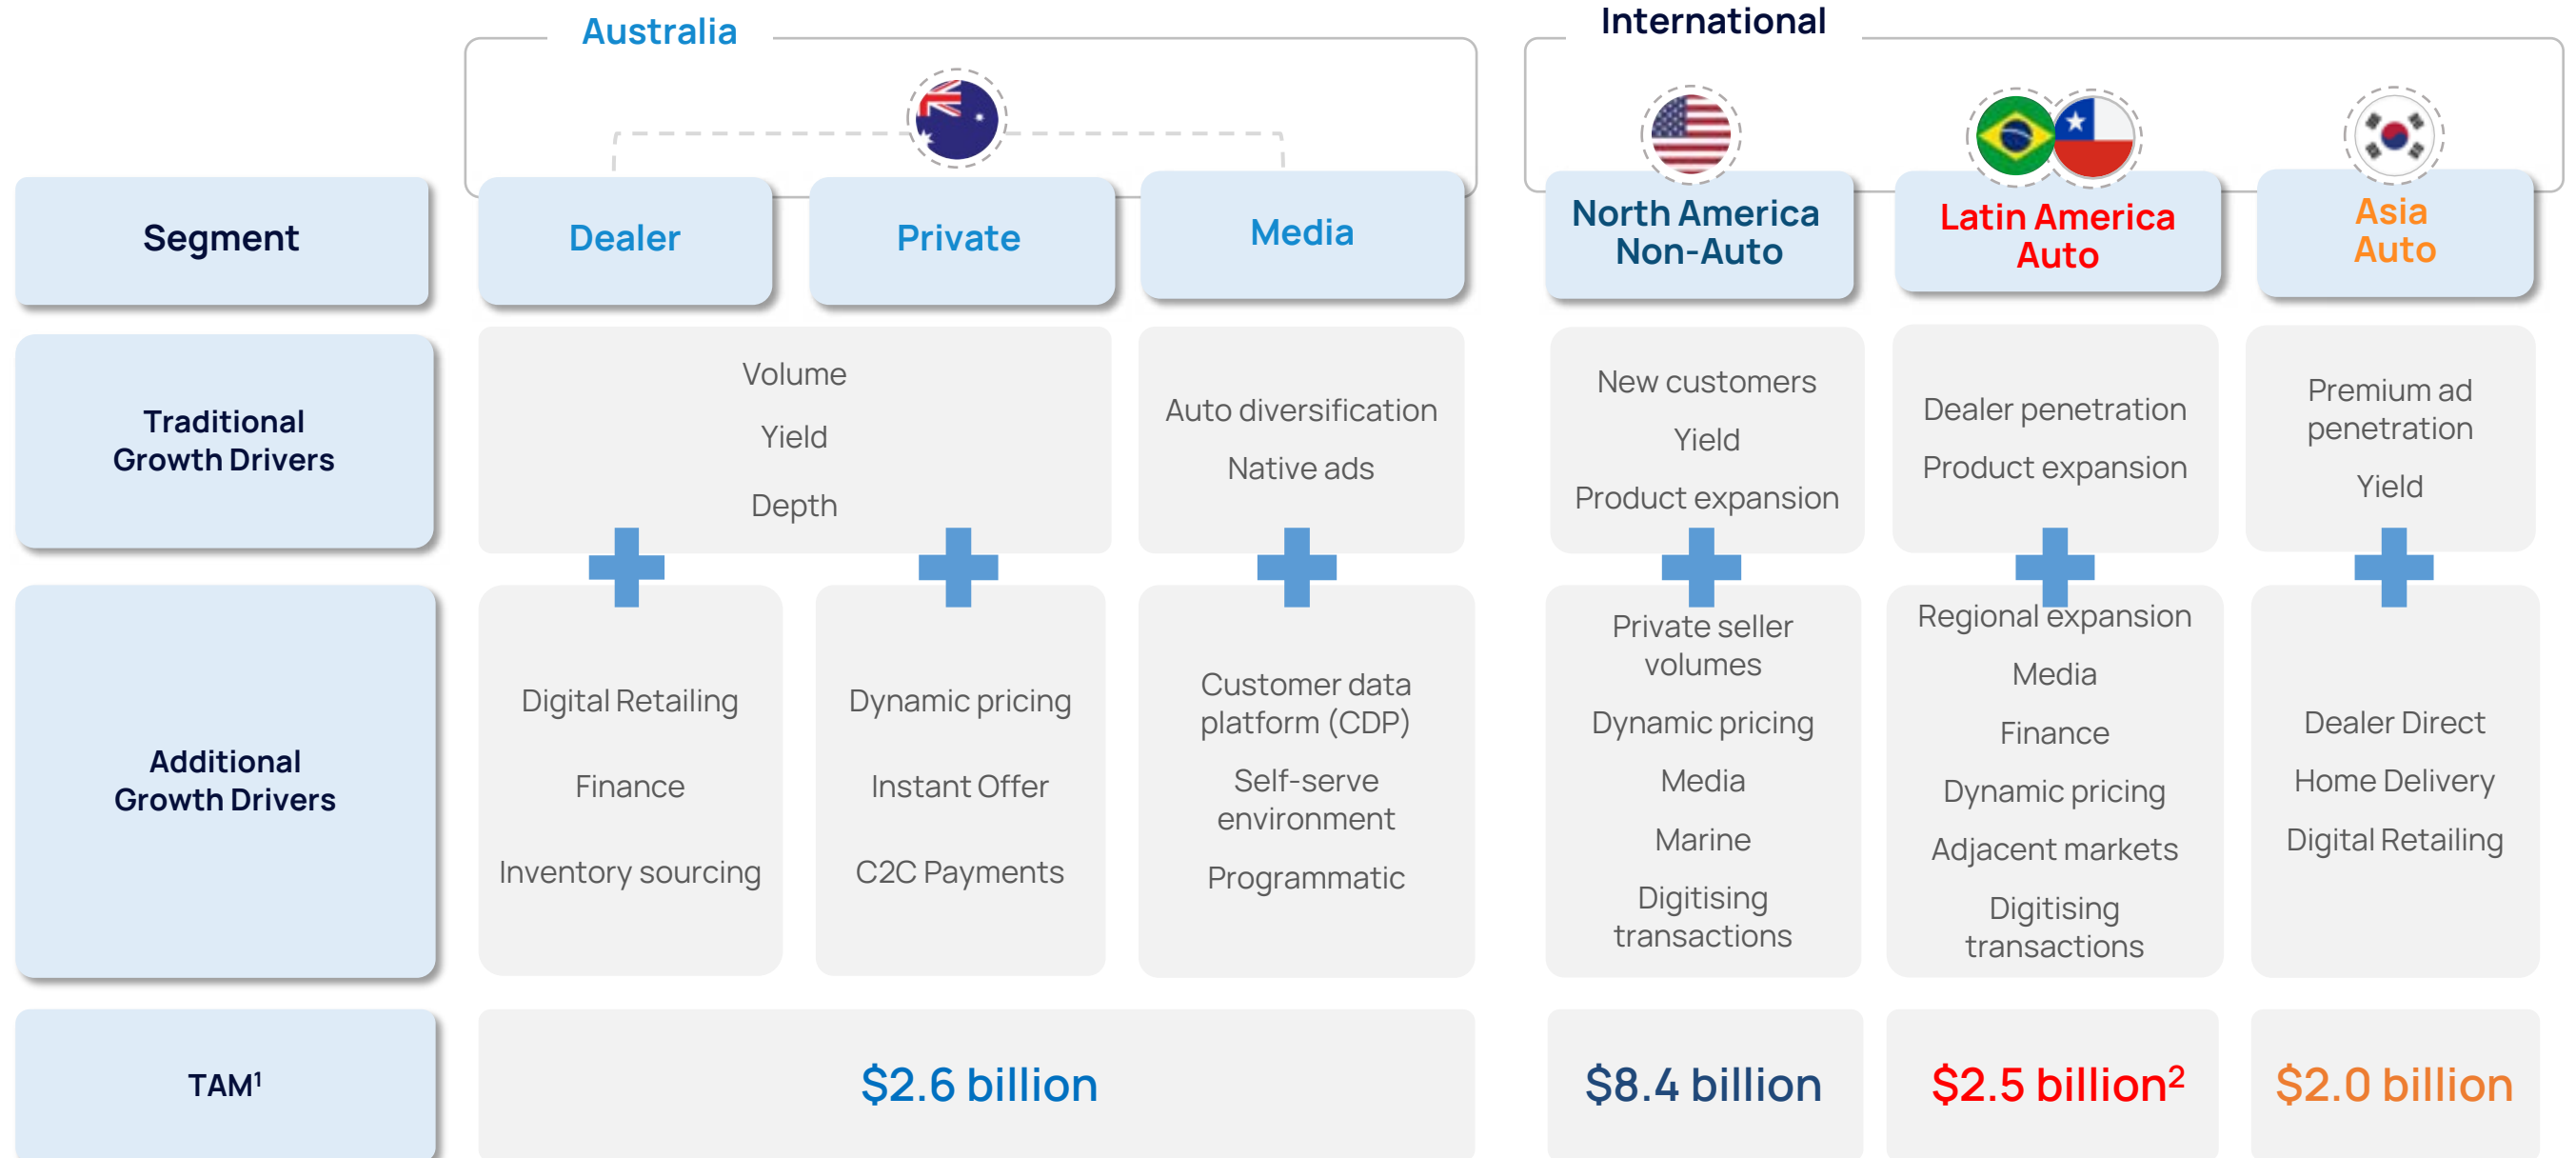 Australia
International
Segment
Dealer
Private
Media
North America
Non-Auto
Latin America
Auto
Asia
Auto
Traditional
Growth Drivers
Volume
Yield
Depth
Auto diversification
Native ads
New customers
Yield
Product expansion
Dealer penetration
Product expansion
Premium ad
penetration
Yield
Additional
Growth Drivers
Digital Retailing
Finance
Inventory sourcing
Dynamic pricing
Instant Offer
C2C Payments
Customer data
platform (CDP)
Self-serve
environment
Programmatic
Private seller
volumes
Dynamic pricing
Media
Marine
Digitising
transactions
Regional expansion
Media
Finance
Dynamic pricing
Adjacent markets
Digitising
transactions
Dealer Direct
Home Delivery
Digital Retailing
TAM¹
$2.6 billion
$8.4 billion
$2.5 billion²
$2.0 billion